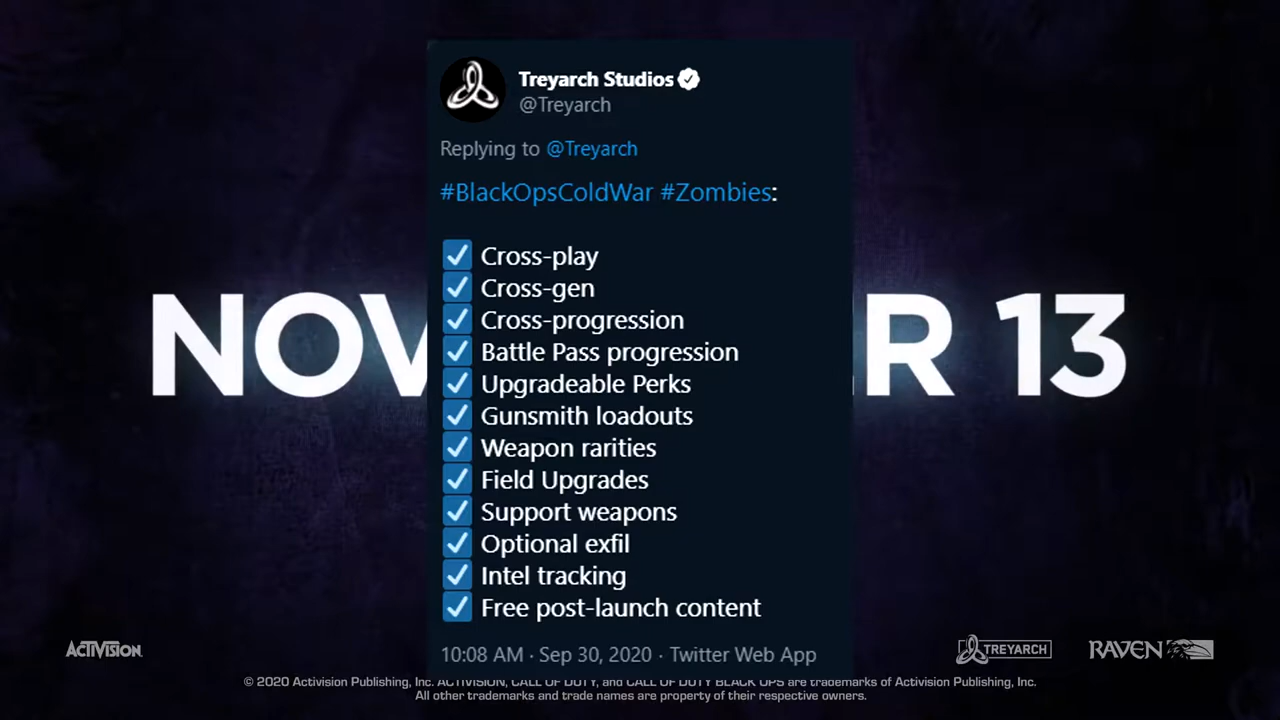 Treyarch Studios
@Treyarch
Replying to @Treyarch
#BlackOpsColdWar #Zombies:
Cross-play
Cross-gen
Cross-progression
Battle Pass progression
Upgradeable Perks
Gunsmith loadouts
Weapon rarities
Field Upgrades
Support weapons
Optional exfil
Intel tracking
Free post-launch content
10:08 AM · Sep 30, 2020 · Twitter Web App
NOV R 13
ACTIVISION
TREYARCH
RAVEN
© 2020 Activision Publishing, Inc. ACTIVISION, CALL OF DUTY, and CALL OF DUTY BLACK OPS are trademarks of Activision Publishing, Inc.
All other trademarks and trade names are property of their respective owners.